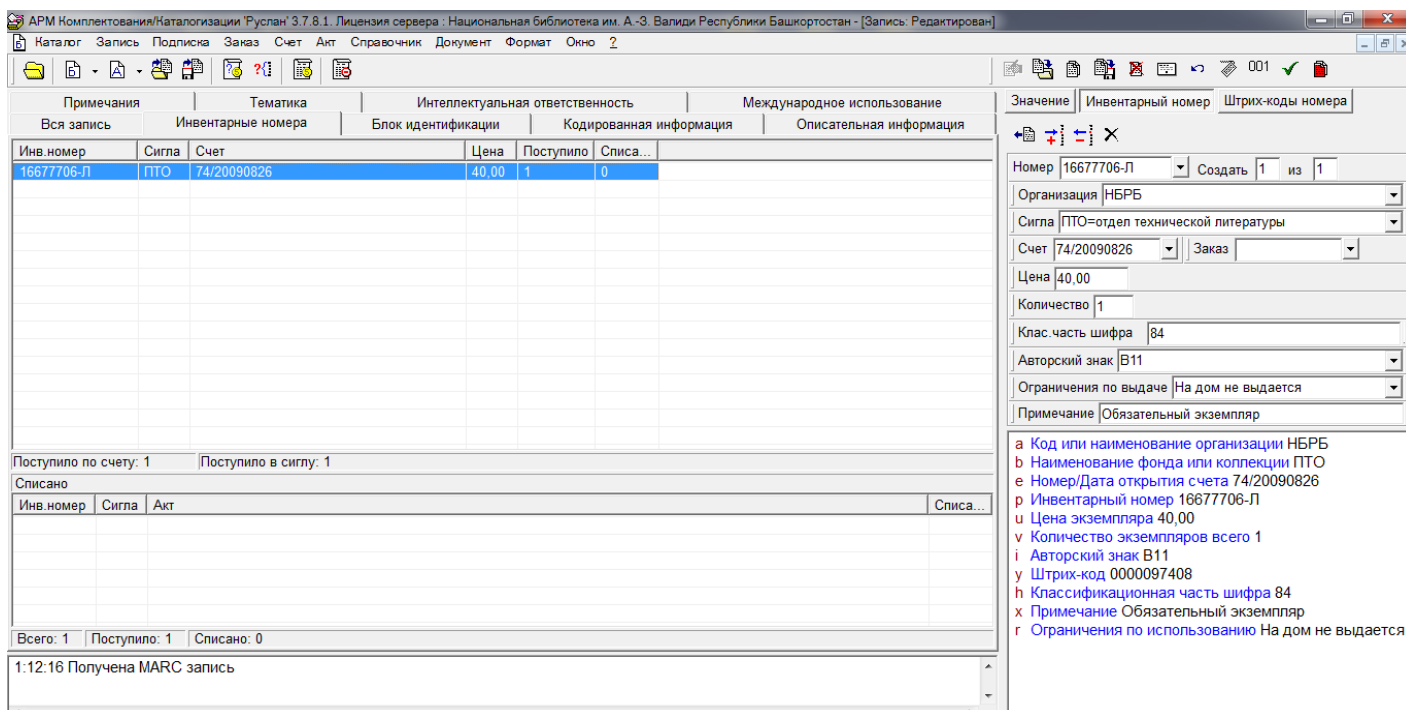 АРМ Комплектования/Каталогизации 'Руслан' 3.7.8.1. Лицензия сервера : Национальная библиотека им. А.-З. Валиди Республики Башкортостан - [Запись: Редактирован]
Каталог Запись Подписка Заказ Счет Акт Справочник Документ Формат Окно ?
001
Примечания Тематика Интеллектуальная ответственность Международное использование
Вся запись Инвентарные номера Блок идентификации Кодированная информация Описательная информация
Инв.номер Сигла Счет Цена Поступило Списа...
16677706-Л ПТО 74/20090826 40,00 1 0
Поступило по счету: 1 Поступило в сиглу: 1
Списано
Инв.номер Сигла Акт Списа...
Всего: 1 Поступило: 1 Списано: 0
1:12:16 Получена MARC запись
Значение Инвентарный номер Штрих-коды номера
Номер 16677706-Л Создать 1 из 1
Организация НБРБ
Сигла ПТО=отдел технической литературы
Счет 74/20090826 Заказ
Цена 40,00
Количество 1
Клас.часть шифра 84
Авторский знак В11
Ограничения по выдаче На дом не выдается
Примечание Обязательный экземпляр
a Код или наименование организации НБРБ
b Наименование фонда или коллекции ПТО
e Номер/Дата открытия счета 74/20090826
p Инвентарный номер 16677706-Л
u Цена экземпляра 40,00
v Количество экземпляров всего 1
i Авторский знак В11
y Штрих-код 0000097408
h Классификационная часть шифра 84
x Примечание Обязательный экземпляр
r Ограничения по использованию На дом не выдается